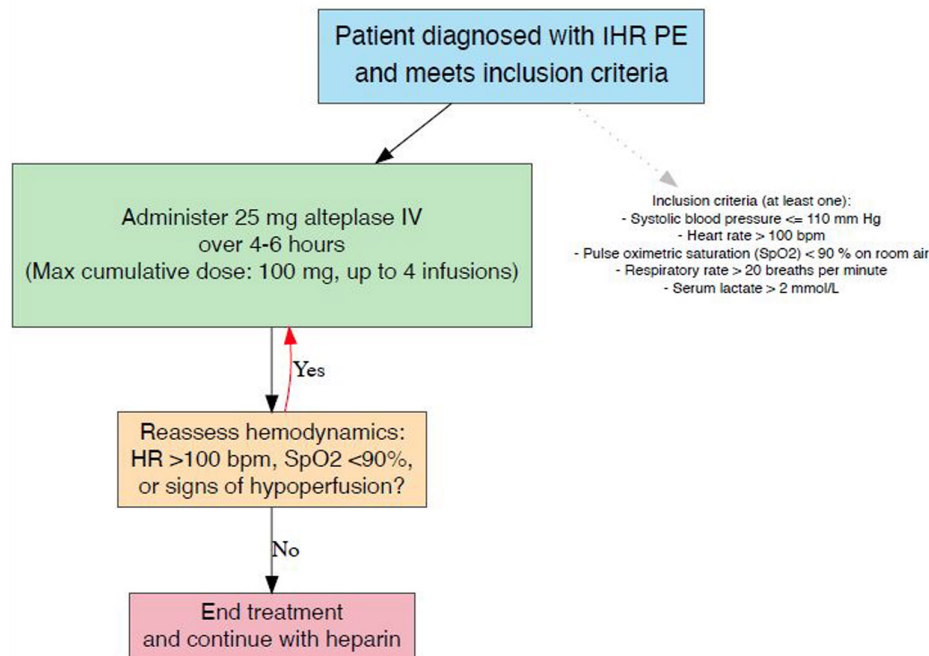 Patient diagnosed with IHR PE
and meets inclusion criteria
Administer 25 mg alteplase IV
over 4-6 hours
(Max cumulative dose: 100 mg, up to 4 infusions)
Inclusion criteria (at least one):
- Systolic blood pressure <= 110 mm Hg
- Heart rate > 100 bpm
- Pulse oximetric saturation (SpO2) < 90 % on room air
- Respiratory rate > 20 breaths per minute
- Serum lactate > 2 mmol/L
Yes
Reassess hemodynamics:
HR >100 bpm, SpO2 <90%,
or signs of hypoperfusion?
No
End treatment
and continue with heparin